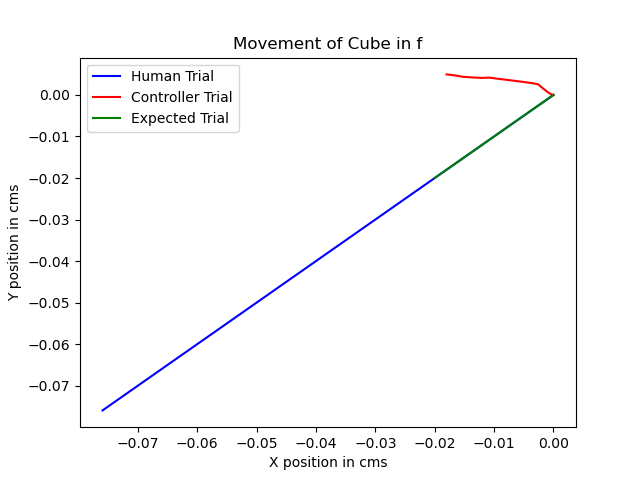 Movement of Cube in f
Human Trial
Controller Trial
Expected Trial
0.00
−0.01
−0.02
−0.03
−0.04
−0.05
−0.06
−0.07
Y position in cms
−0.07 −0.06 −0.05 −0.04 −0.03 −0.02 −0.01 0.00
X position in cms